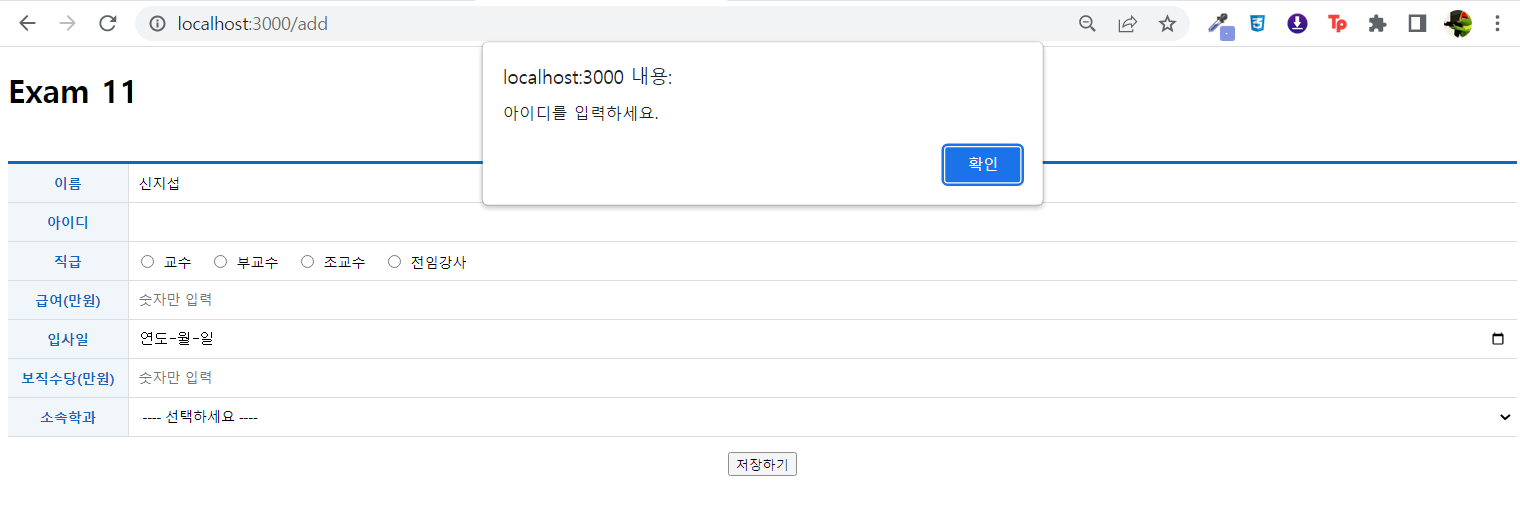 localhost:3000/add
Tp
localhost:3000 내용:
아이디를 입력하세요.
확인
Exam 11
이름 신지섭
아이디
직급 교수 부교수 조교수 전임강사
급여(만원) 숫자만 입력
입사일 연도-월-일
보직수당(만원) 숫자만 입력
소속학과 ---- 선택하세요 ----
저장하기